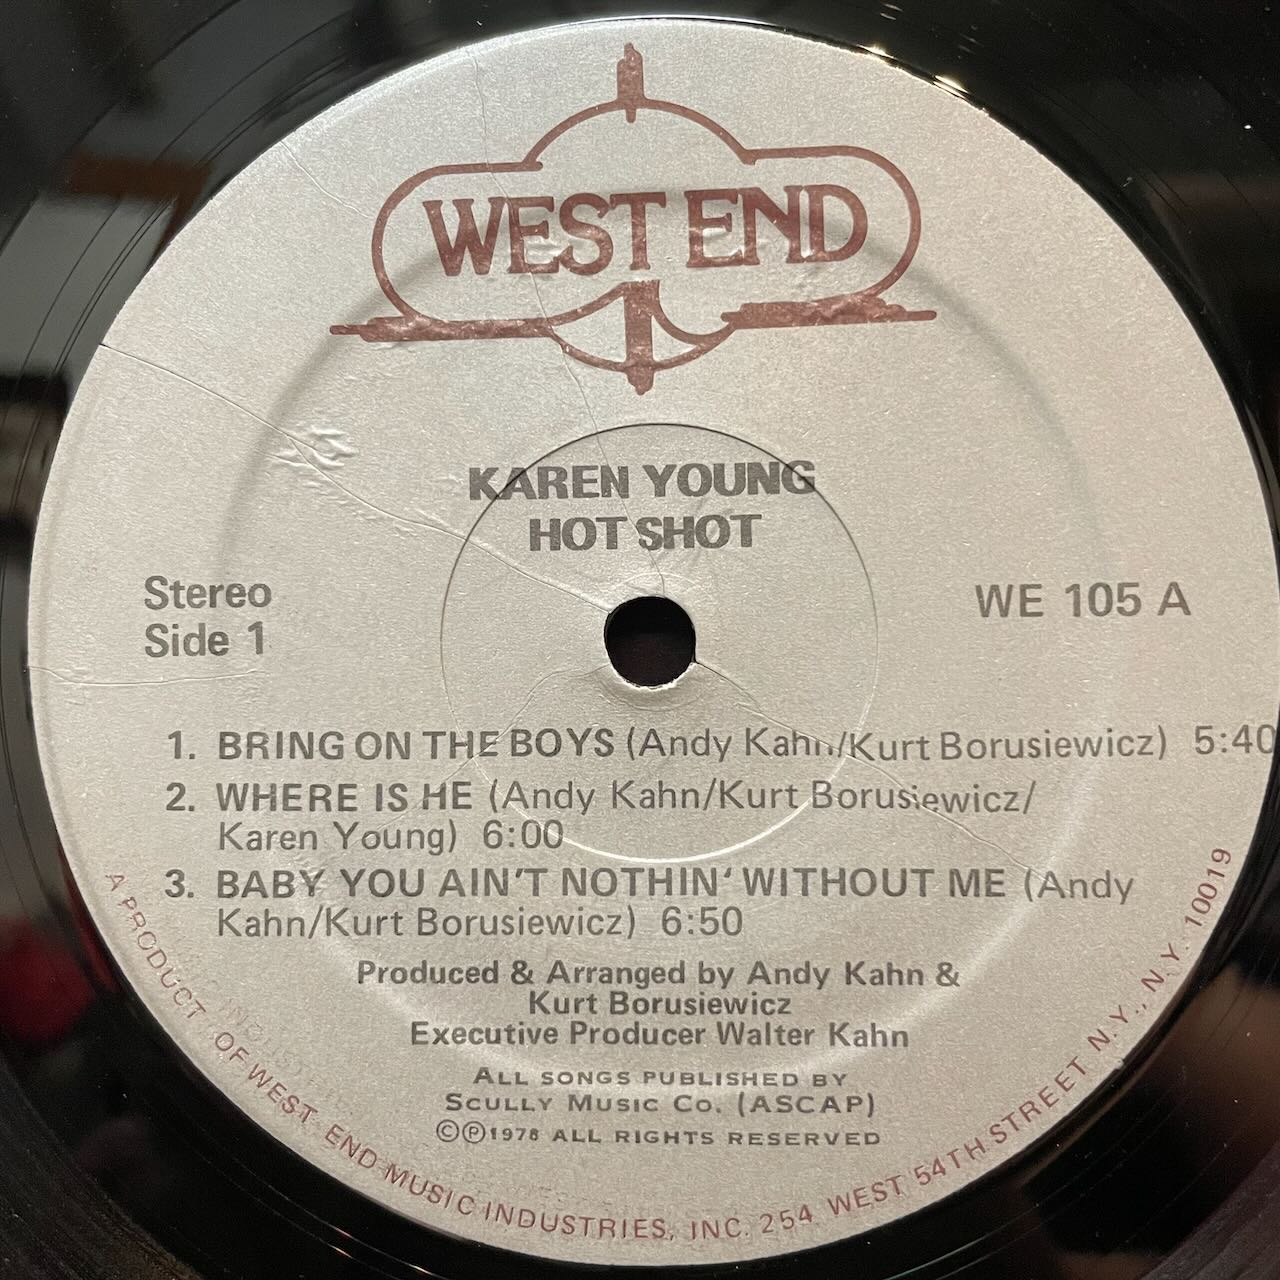 WEST END
KAREN YOUNG
HOT SHOT
Stereo
Side 1
WE 105 A
1. BRING ON THE BOYS (Andy Kahn/Kurt Borusiewicz) 5:40
2. WHERE IS HE (Andy Kahn/Kurt Borusiewicz/
Karen Young) 6:00
3. BABY YOU AIN'T NOTHIN' WITHOUT ME (Andy
Kahn/Kurt Borusiewicz) 6:50
Produced & Arranged by Andy Kahn &
Kurt Borusiewicz
Executive Producer Walter Kahn
ALL SONGS PUBLISHED BY
SCULLY MUSIC CO. (ASCAP)
©℗1978 ALL RIGHTS RESERVED
A PRODUCT OF WEST END MUSIC INDUSTRIES, INC. 254 WEST 54TH STREET N.Y., N.Y. 10019